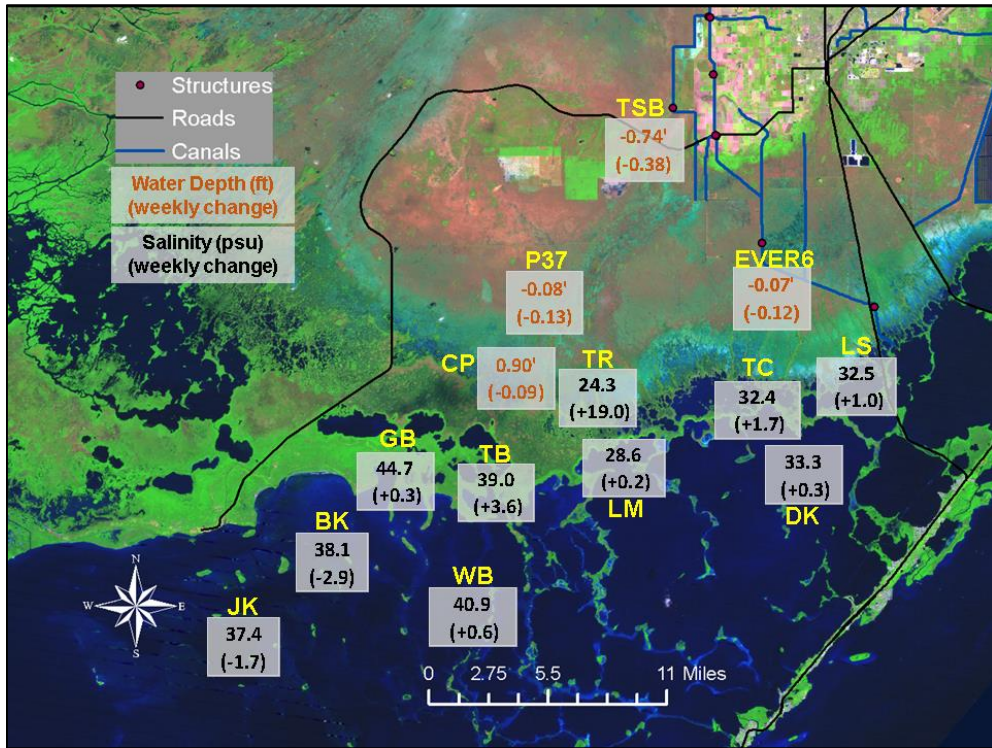 Structures
Roads
Canals
Water Depth (ft)
(weekly change)
Salinity (psu)
(weekly change)
TSB
-0.74'
(-0.38)
P37
-0.08'
(-0.13)
EVER6
-0.07'
(-0.12)
CP
0.90'
(-0.09)
TR
24.3
(+19.0)
TC
32.4
(+1.7)
LS
32.5
(+1.0)
GB
44.7
(+0.3)
TB
39.0
(+3.6)
28.6
(+0.2)
LM
33.3
(+0.3)
DK
BK
38.1
(-2.9)
WB
40.9
(+0.6)
JK
37.4
(-1.7)
N
W E
S
0 2.75 5.5 11 Miles